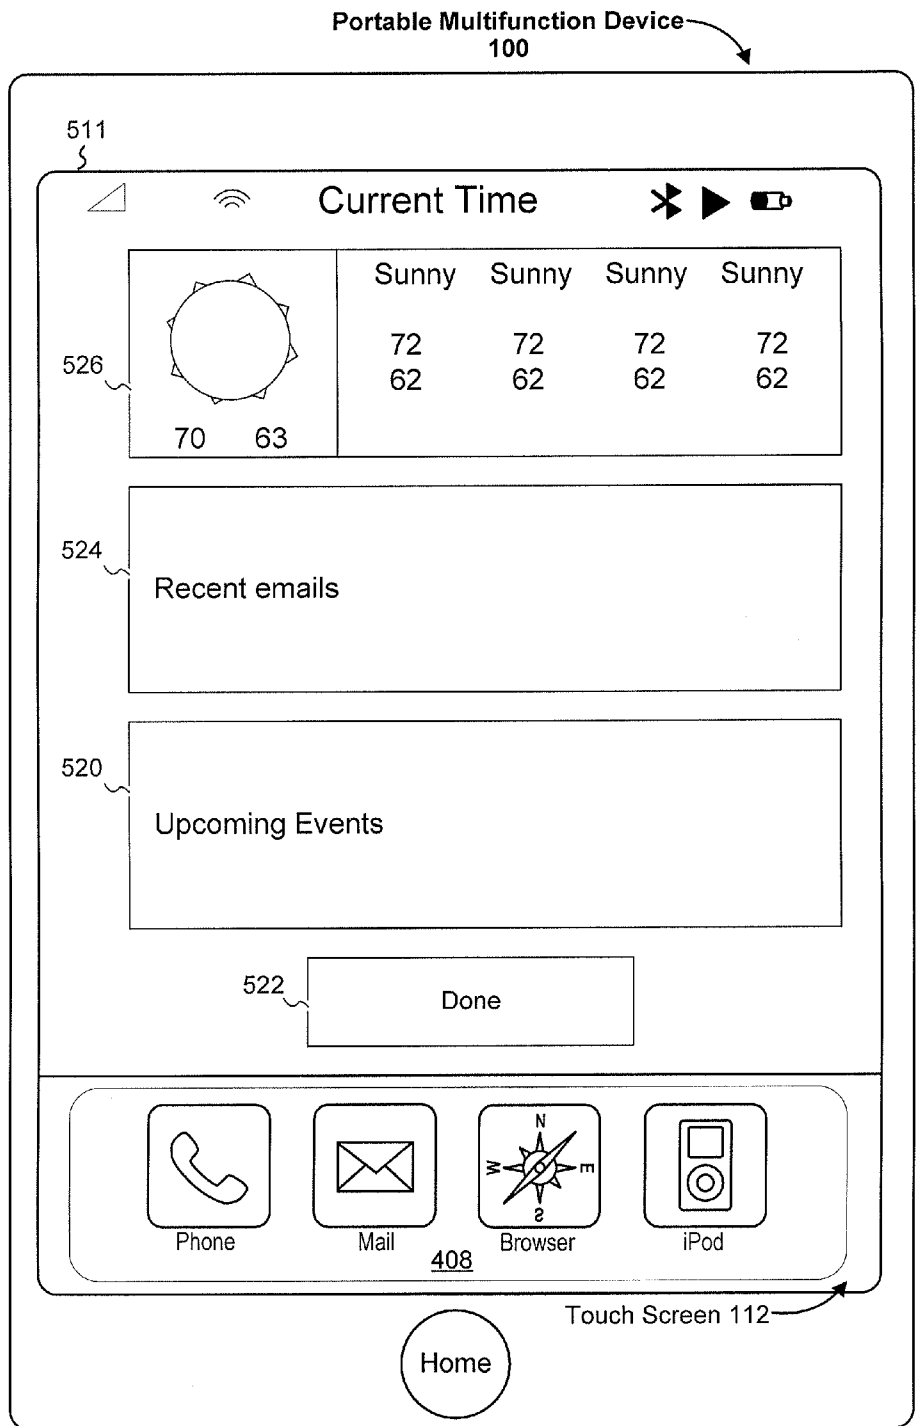 Portable Multifunction Device
100
511
Current Time
Sunny Sunny Sunny Sunny
72 72 72 72
62 62 62 62
526
70 63
524
Recent emails
520
Upcoming Events
522
Done
N
W E
S
Phone Mail Browser iPod
408
Touch Screen 112
Home